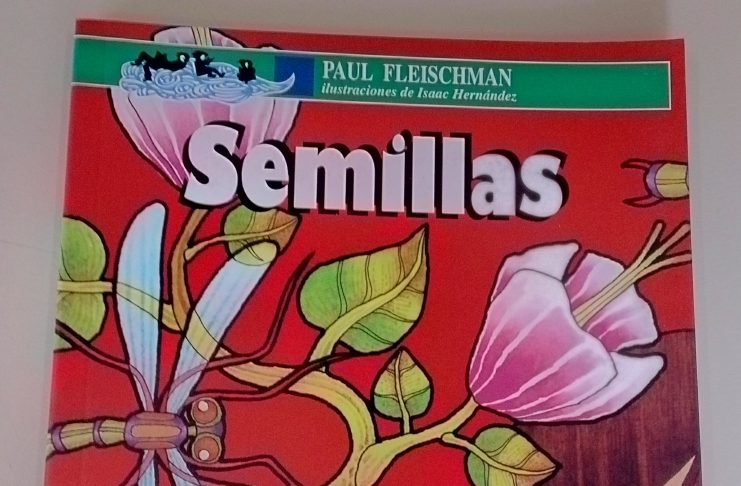 PAUL FLEISCHMAN
ilustraciones de Isaac Hernández
Semillas